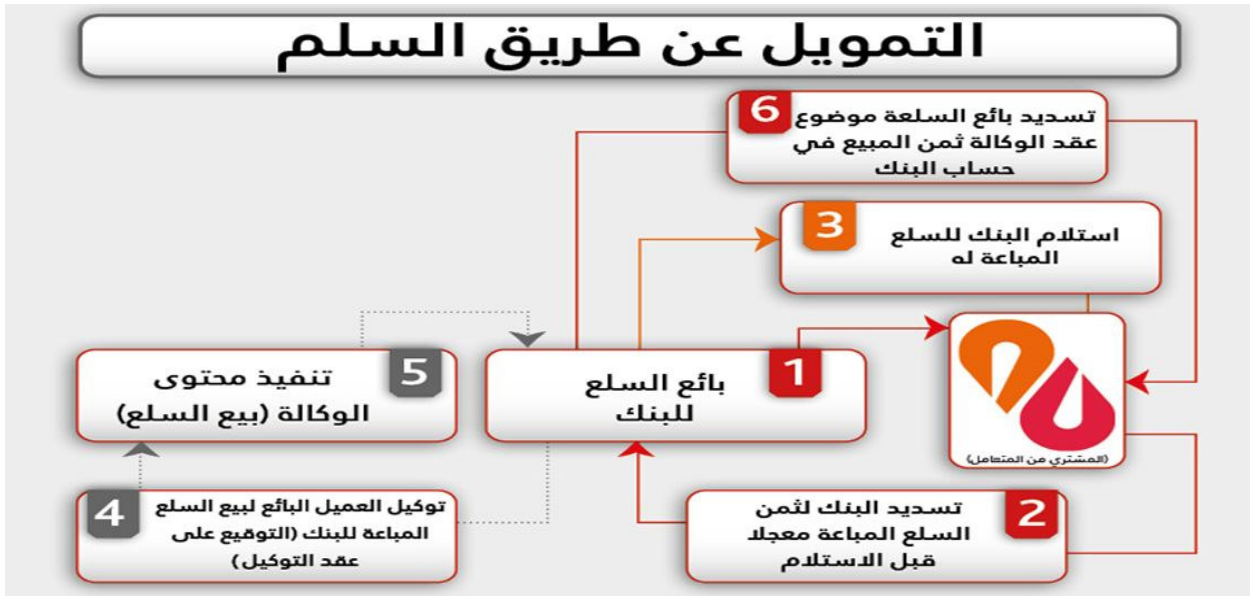 التمويل عن طريق السلم
6
تسديد بائع السلعة موضوع
عقد الوكالة ثمن المبيع في
حساب البنك
3
استلام البنك للسلع
المباعة له
5
تنفيذ محتوى
الوكالة (بيع السلع)
1
بائع السلع
للبنك
(المشتري من المتعامل)
4
توكيل العميل البائع لبيع السلع
المباعة للبنك (التوقيع على
عقد التوكيل)
2
تسديد البنك لثمن
السلع المباعة معجلا
قبل الاستلام